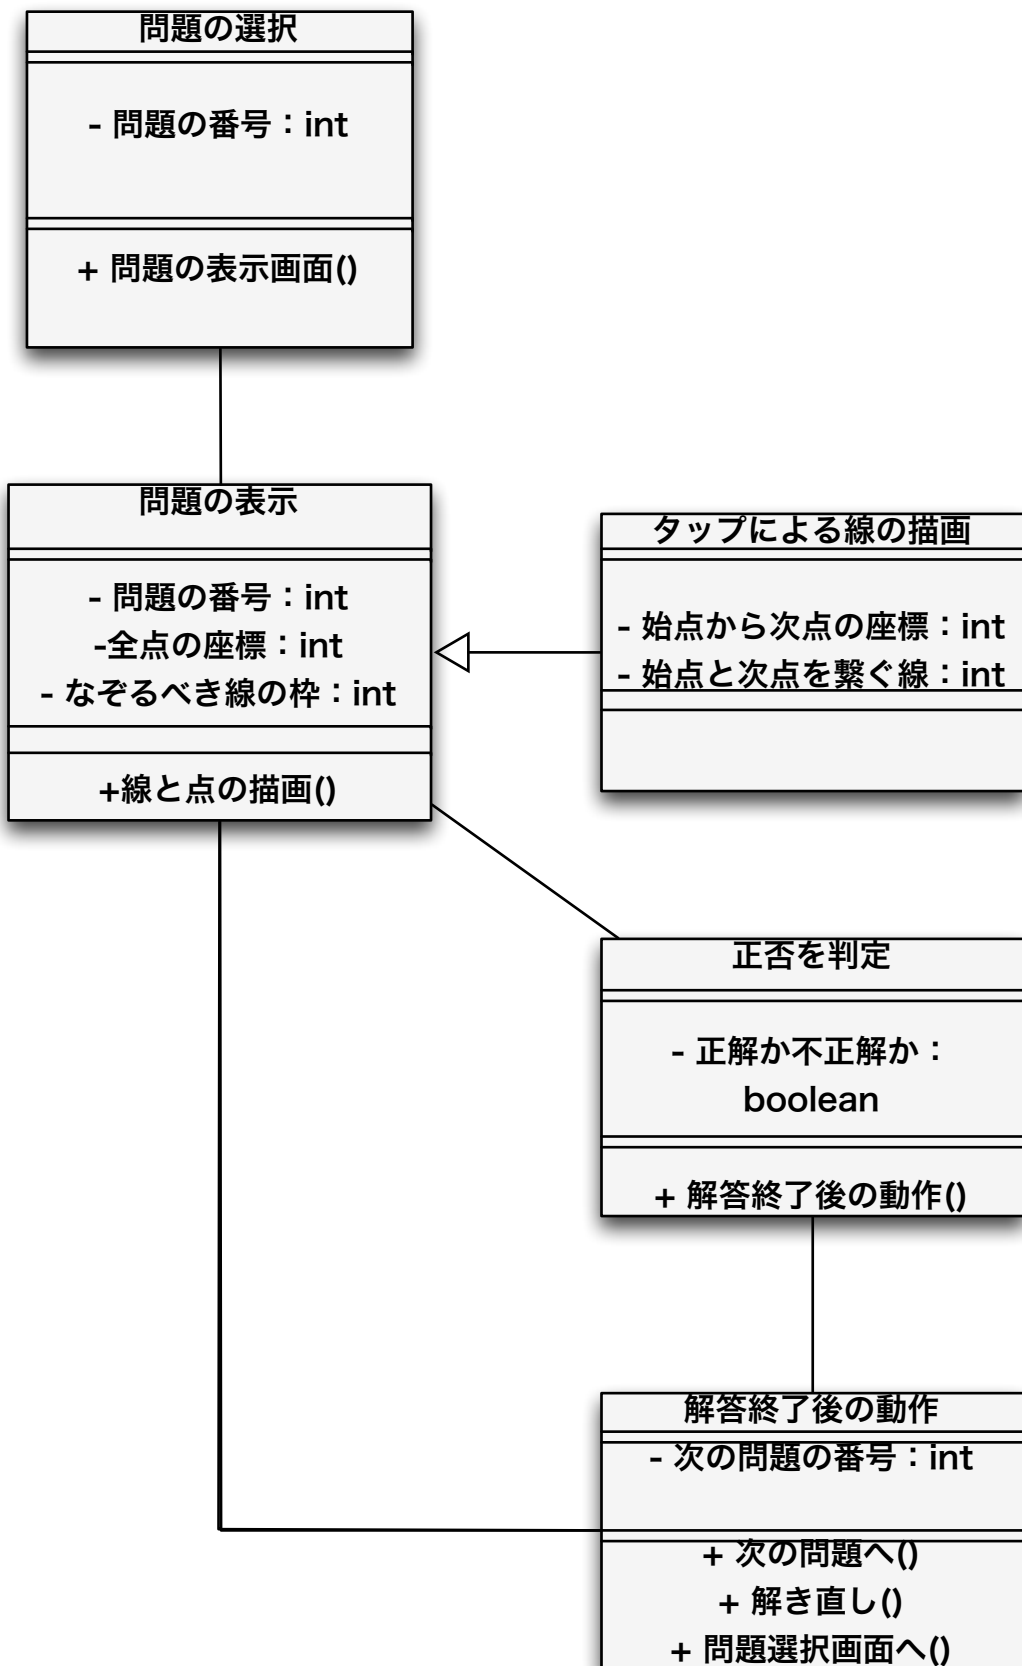 問題の選択
- 問題の番号：int
+ 問題の表示画面()
問題の表示
- 問題の番号：int
-全点の座標：int
- なぞるべき線の枠：int
+線と点の描画()
タップによる線の描画
- 始点から次点の座標：int
- 始点と次点を繋ぐ線：int
正否を判定
- 正解か不正解か：
boolean
+ 解答終了後の動作()
解答終了後の動作
- 次の問題の番号：int
+ 次の問題へ()
+ 解き直し()
+ 問題選択画面へ()